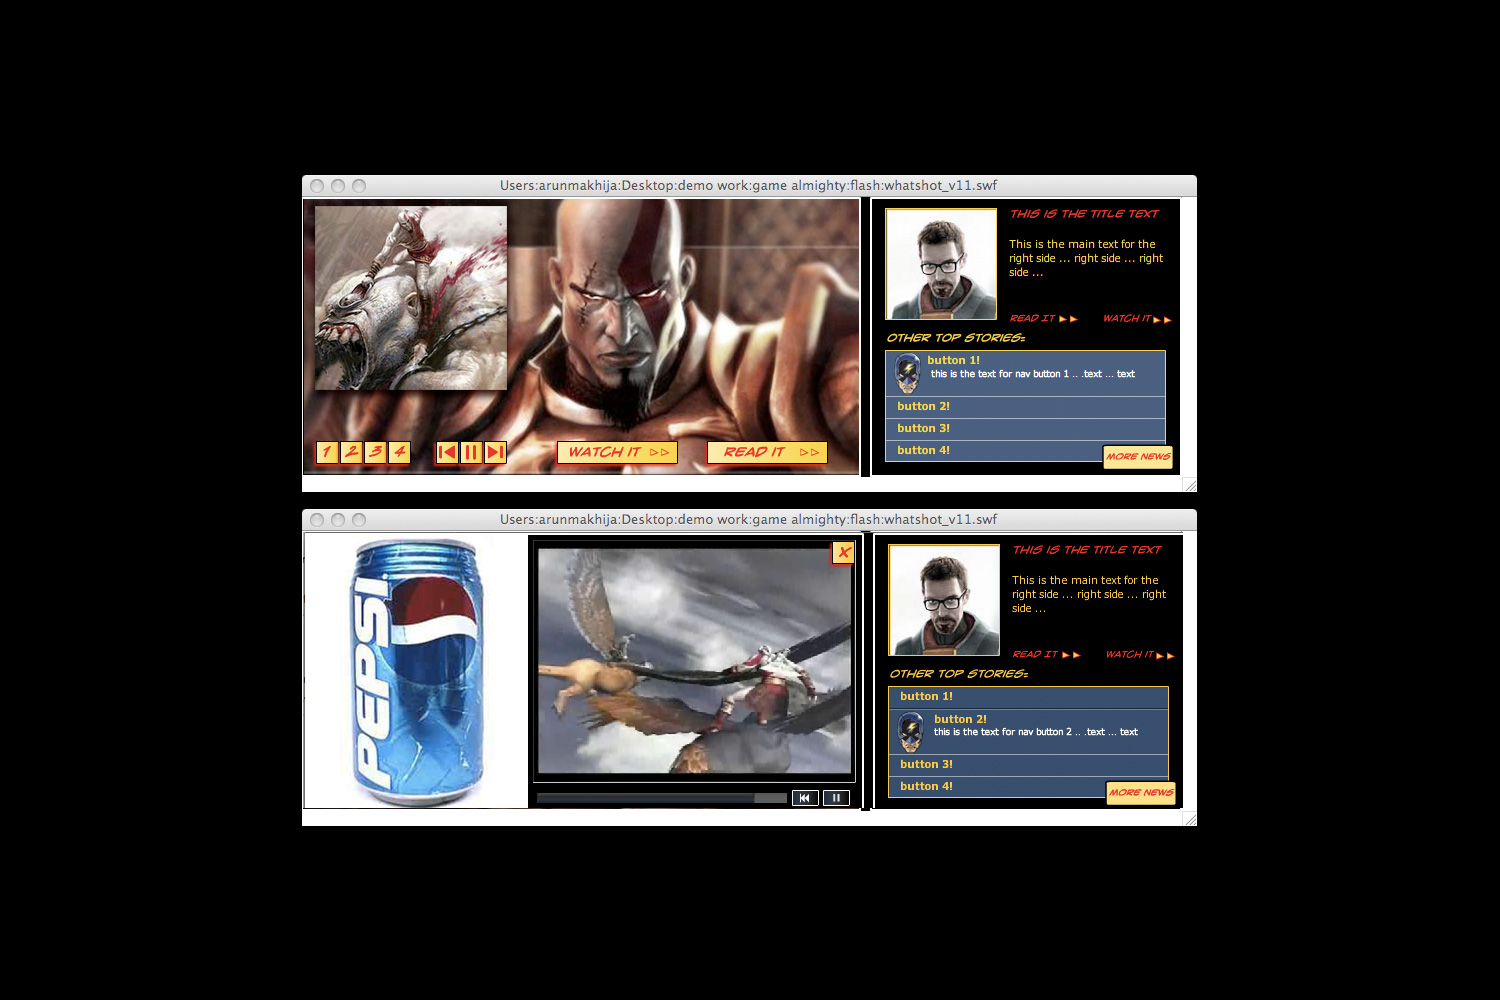 Users:arunmakhija:Desktop:demo work:game almighty:flash:whatshot_v11.swf
THIS IS THE TITLE TEXT
This is the main text for the
right side ... right side ... right
side ...
READ IT
WATCH IT
OTHER TOP STORIES:
button 1!
this is the text for nav button 1 .. .text ... text
button 2!
button 3!
button 4!
MORE NEWS
1 2 3 4
WATCH IT
READ IT
Users:arunmakhija:Desktop:demo work:game almighty:flash:whatshot_v11.swf
PEPSI
X
THIS IS THE TITLE TEXT
This is the main text for the
right side ... right side ... right
side ...
READ IT
WATCH IT
OTHER TOP STORIES:
button 1!
button 2!
this is the text for nav button 2 .. .text ... text
button 3!
button 4!
MORE NEWS